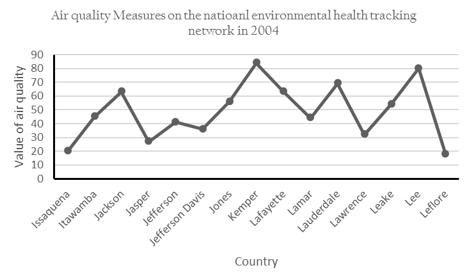 Air quality Measures on the natioanl environmental health tracking
network in 2004
Value of air quality
90
80
70
60
50
40
30
20
10
0
Issaquena
Itawamba
Jackson
Jasper
Jefferson
Jefferson Davis
Jones
Kemper
Lafayette
Lamar
Lauderdale
Lawrence
Leake
Lee
Leflore
Country